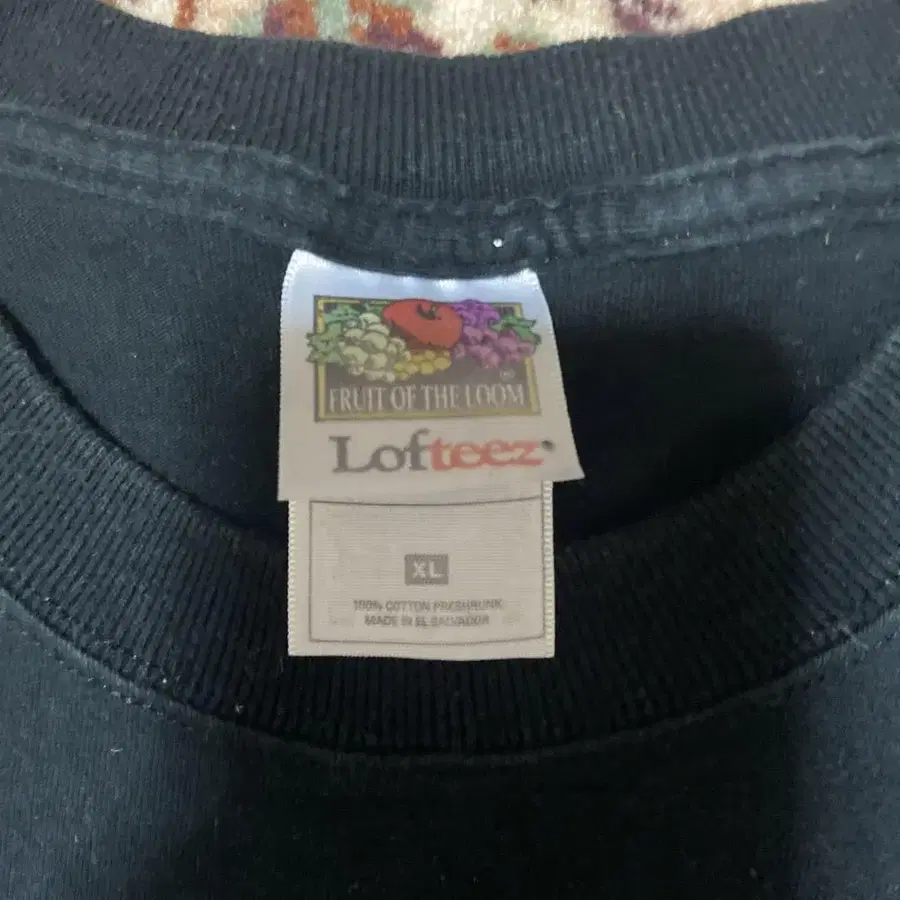 ®
FRUIT OF THE LOOM
Lofteez
XL
100% COTTON PRESHRUNK
MADE IN EL SALVADOR